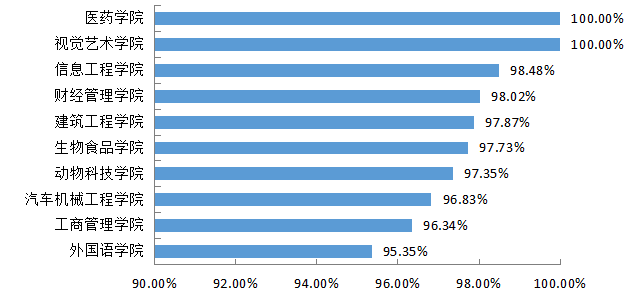 医药学院 100.00%
视觉艺术学院 100.00%
信息工程学院 98.48%
财经管理学院 98.02%
建筑工程学院 97.87%
生物食品学院 97.73%
动物科技学院 97.35%
汽车机械工程学院 96.83%
工商管理学院 96.34%
外国语学院 95.35%
90.00% 92.00% 94.00% 96.00% 98.00% 100.00%